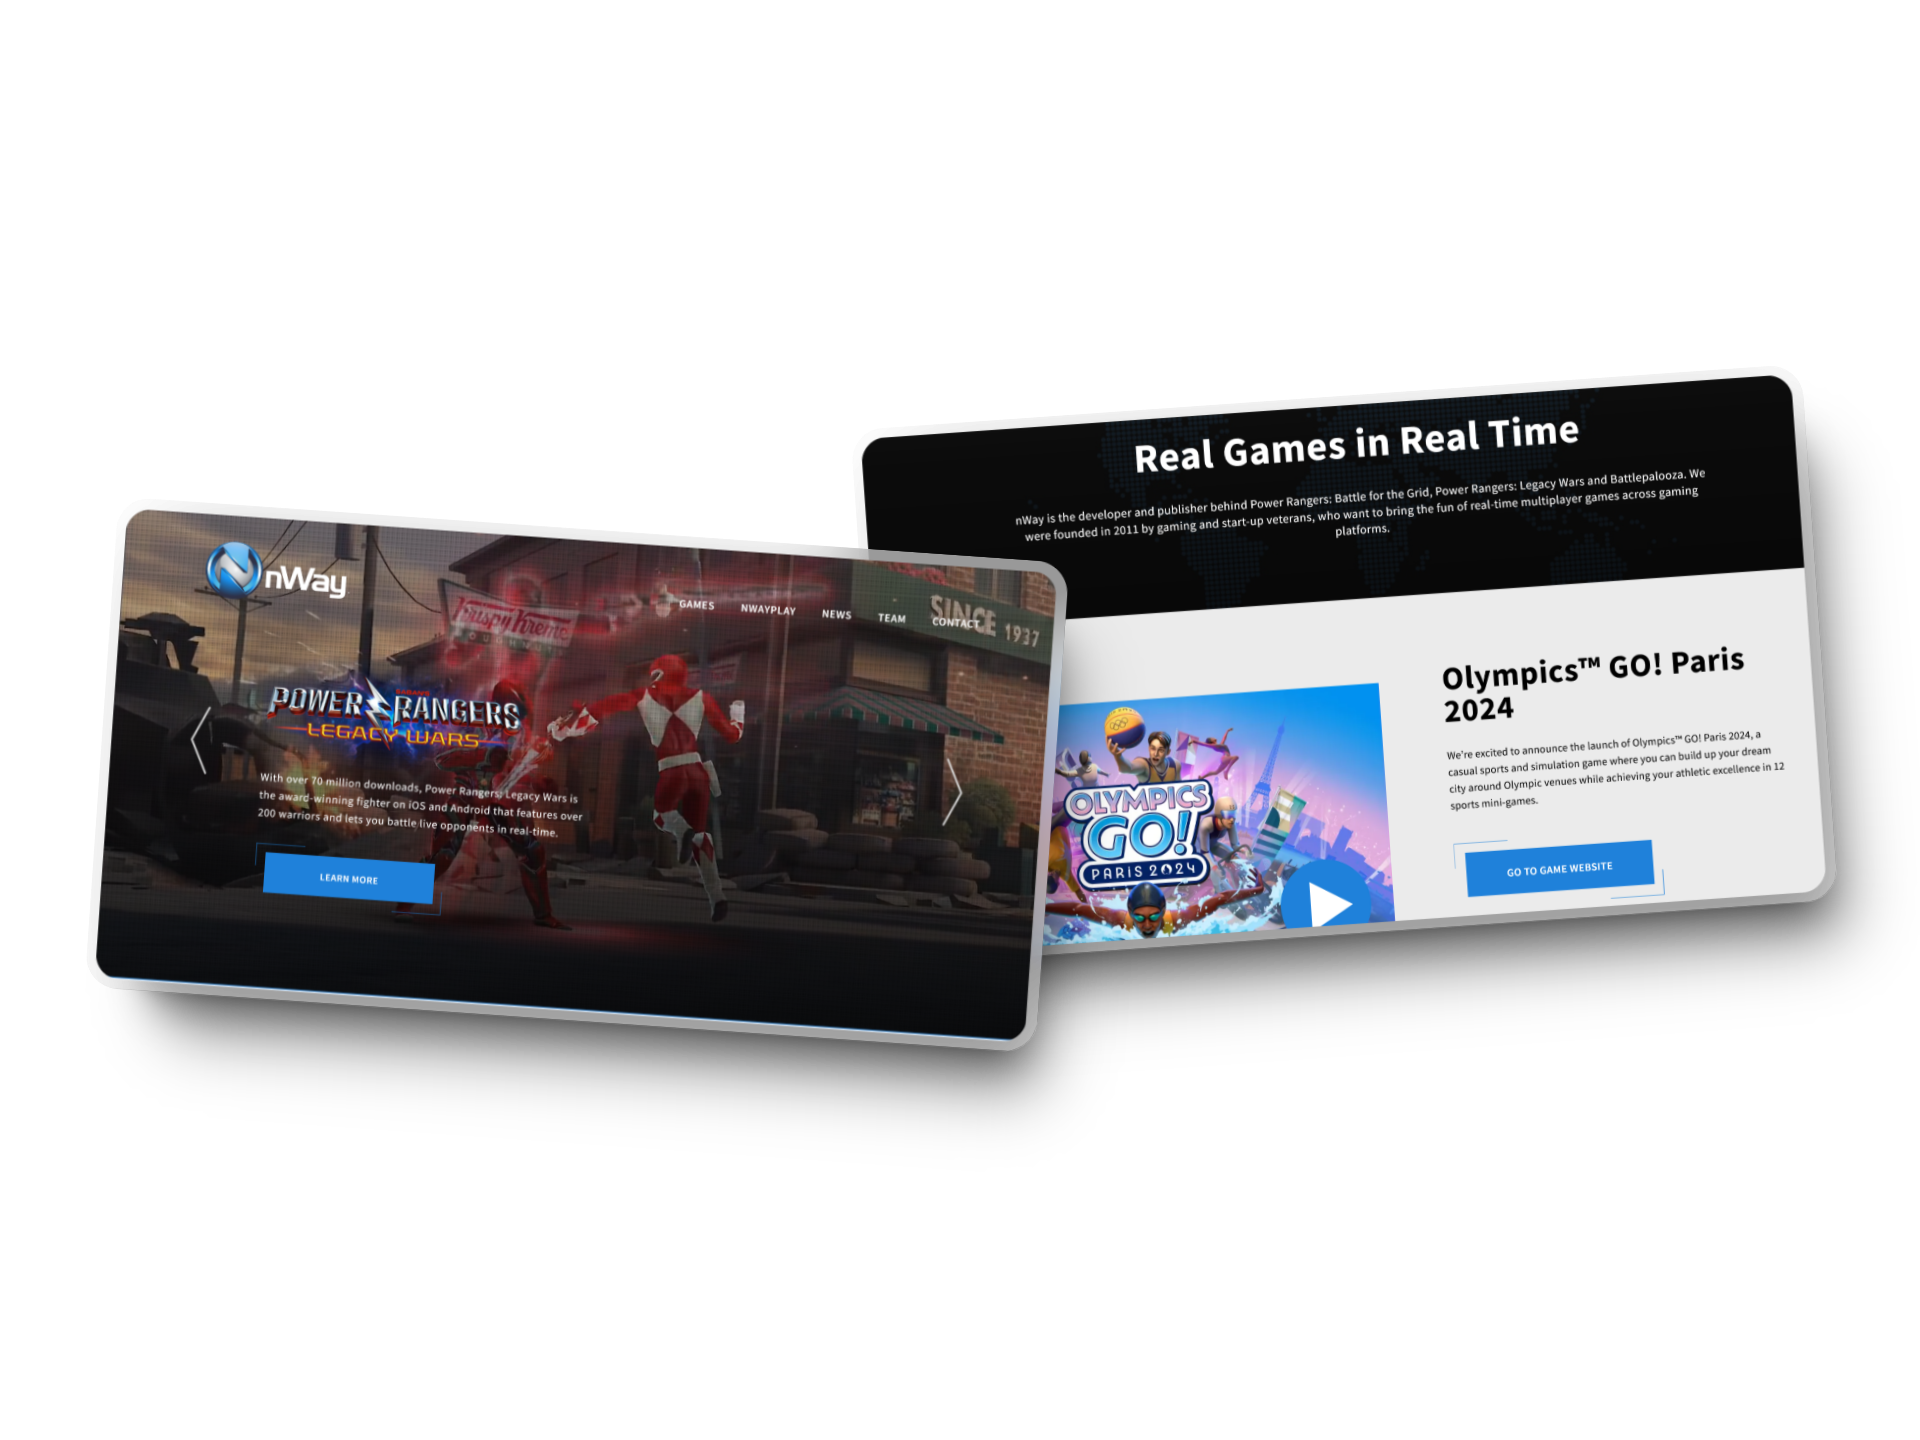 nWay
GAMES
NWAYPLAY
NEWS
TEAM
CONTACT
Krispy Kreme
DOUGHNUTS
SINCE 1937
SABAN'S
POWER RANGERS
LEGACY WARS
With over 70 million downloads, Power Rangers: Legacy Wars is
the award-winning fighter on iOS and Android that features over
200 warriors and lets you battle live opponents in real-time.
LEARN MORE
Real Games in Real Time
nWay is the developer and publisher behind Power Rangers: Battle for the Grid, Power Rangers: Legacy Wars and Battlepalooza. We
were founded in 2011 by gaming and start-up veterans, who want to bring the fun of real-time multiplayer games across gaming
platforms.
OLYMPICS
GO!
PARIS 2024
Olympics™ GO! Paris
2024
We're excited to announce the launch of Olympics™ GO! Paris 2024, a
casual sports and simulation game where you can build up your dream
city around Olympic venues while achieving your athletic excellence in 12
sports mini-games.
GO TO GAME WEBSITE